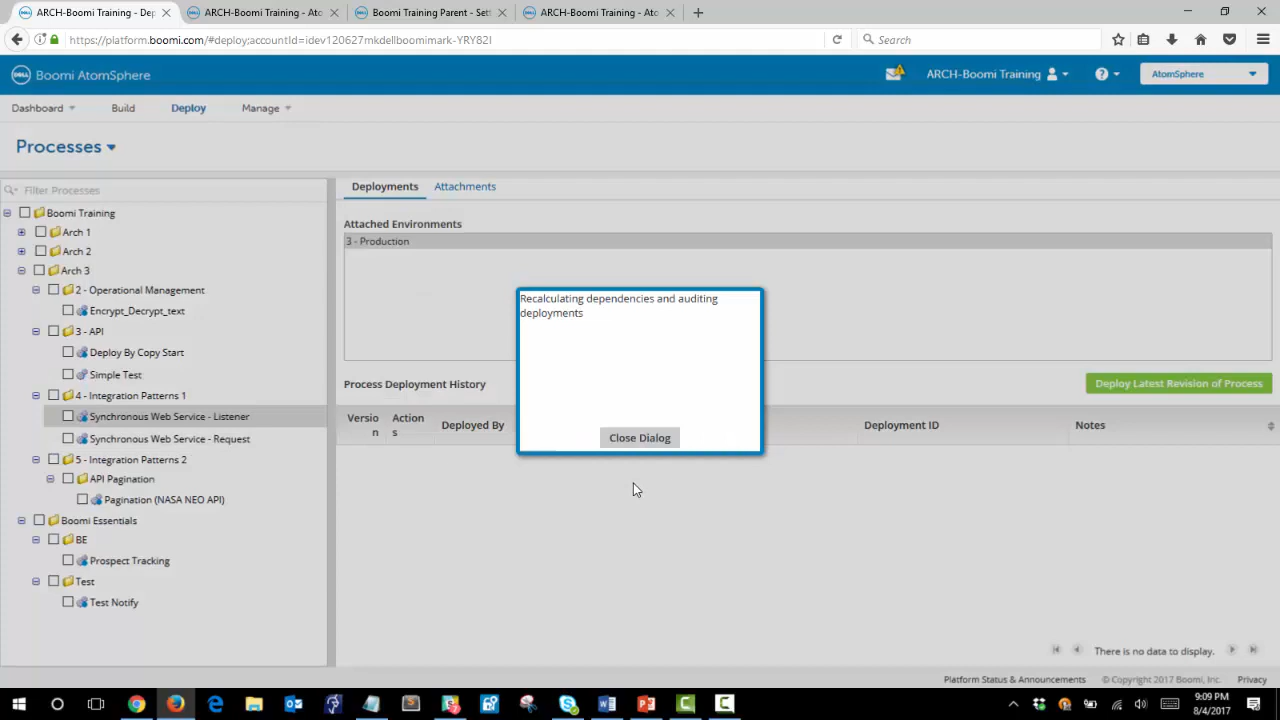 ARCH-Boomi Training - Dep
ARCH-Boomi Training - Ato
Boomi Training Parent - Sett
ARCH-Boomi Training - Ato
https://platform.boomi.com/#deploy;accountId=idev120627mkdellboomimark-YRY82I
Search
DELL Boomi AtomSphere
ARCH-Boomi Training
AtomSphere
Dashboard Build Deploy Manage
Processes
Filter Processes
Boomi Training
Arch 1
Arch 2
Arch 3
2 - Operational Management
Encrypt_Decrypt_text
3 - API
Deploy By Copy Start
Simple Test
4 - Integration Patterns 1
Synchronous Web Service - Listener
Synchronous Web Service - Request
5 - Integration Patterns 2
API Pagination
Pagination (NASA NEO API)
Boomi Essentials
BE
Prospect Tracking
Test
Test Notify
Deployments Attachments
Attached Environments
3 - Production
Recalculating dependencies and auditing
deployments
Close Dialog
Process Deployment History
Deploy Latest Revision of Process
Versio
n
Action
s
Deployed By
Deployment ID
Notes
There is no data to display.
Platform Status & Announcements © Copyright 2017 Boomi, Inc. Privacy
9:09 PM
8/4/2017